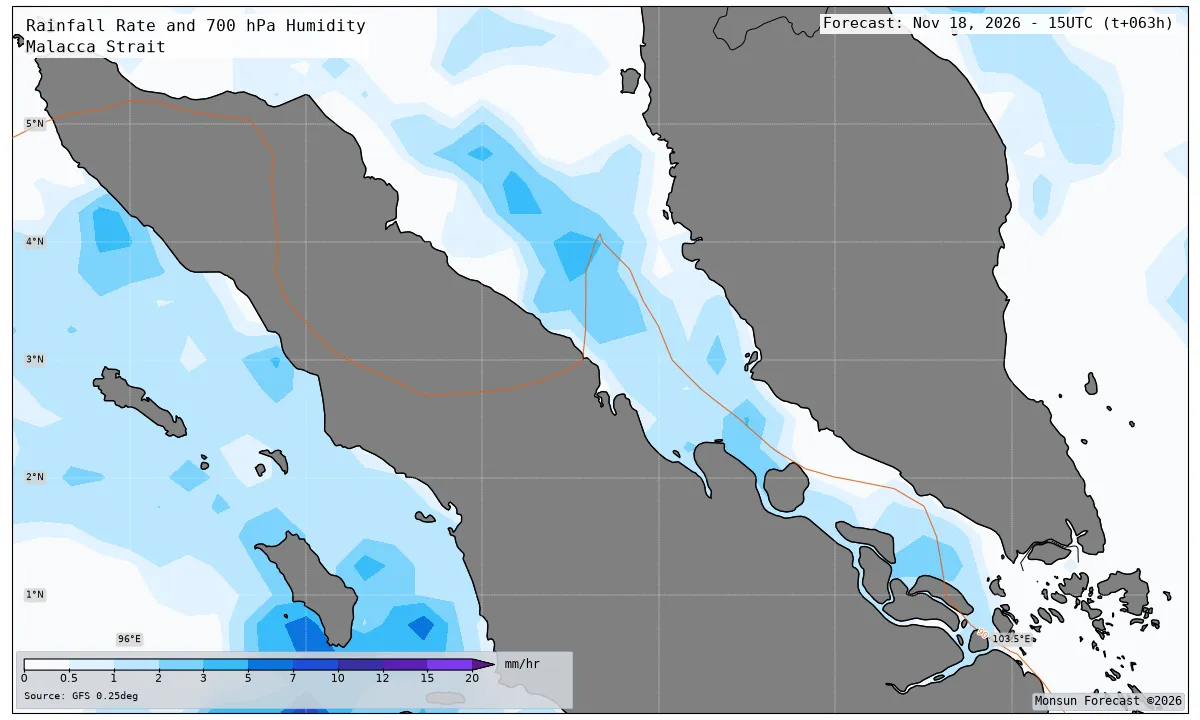 Rainfall Rate and 700 hPa Humidity
Malacca Strait
Forecast: Nov 18, 2026 - 15UTC (t+063h)
5°N
4°N
3°N
2°N
1°N
96°E
103.5°E
mm/hr
0 0.5 1 2 3 5 7 10 12 15 20
Source: GFS 0.25deg
Monsun Forecast ©2026